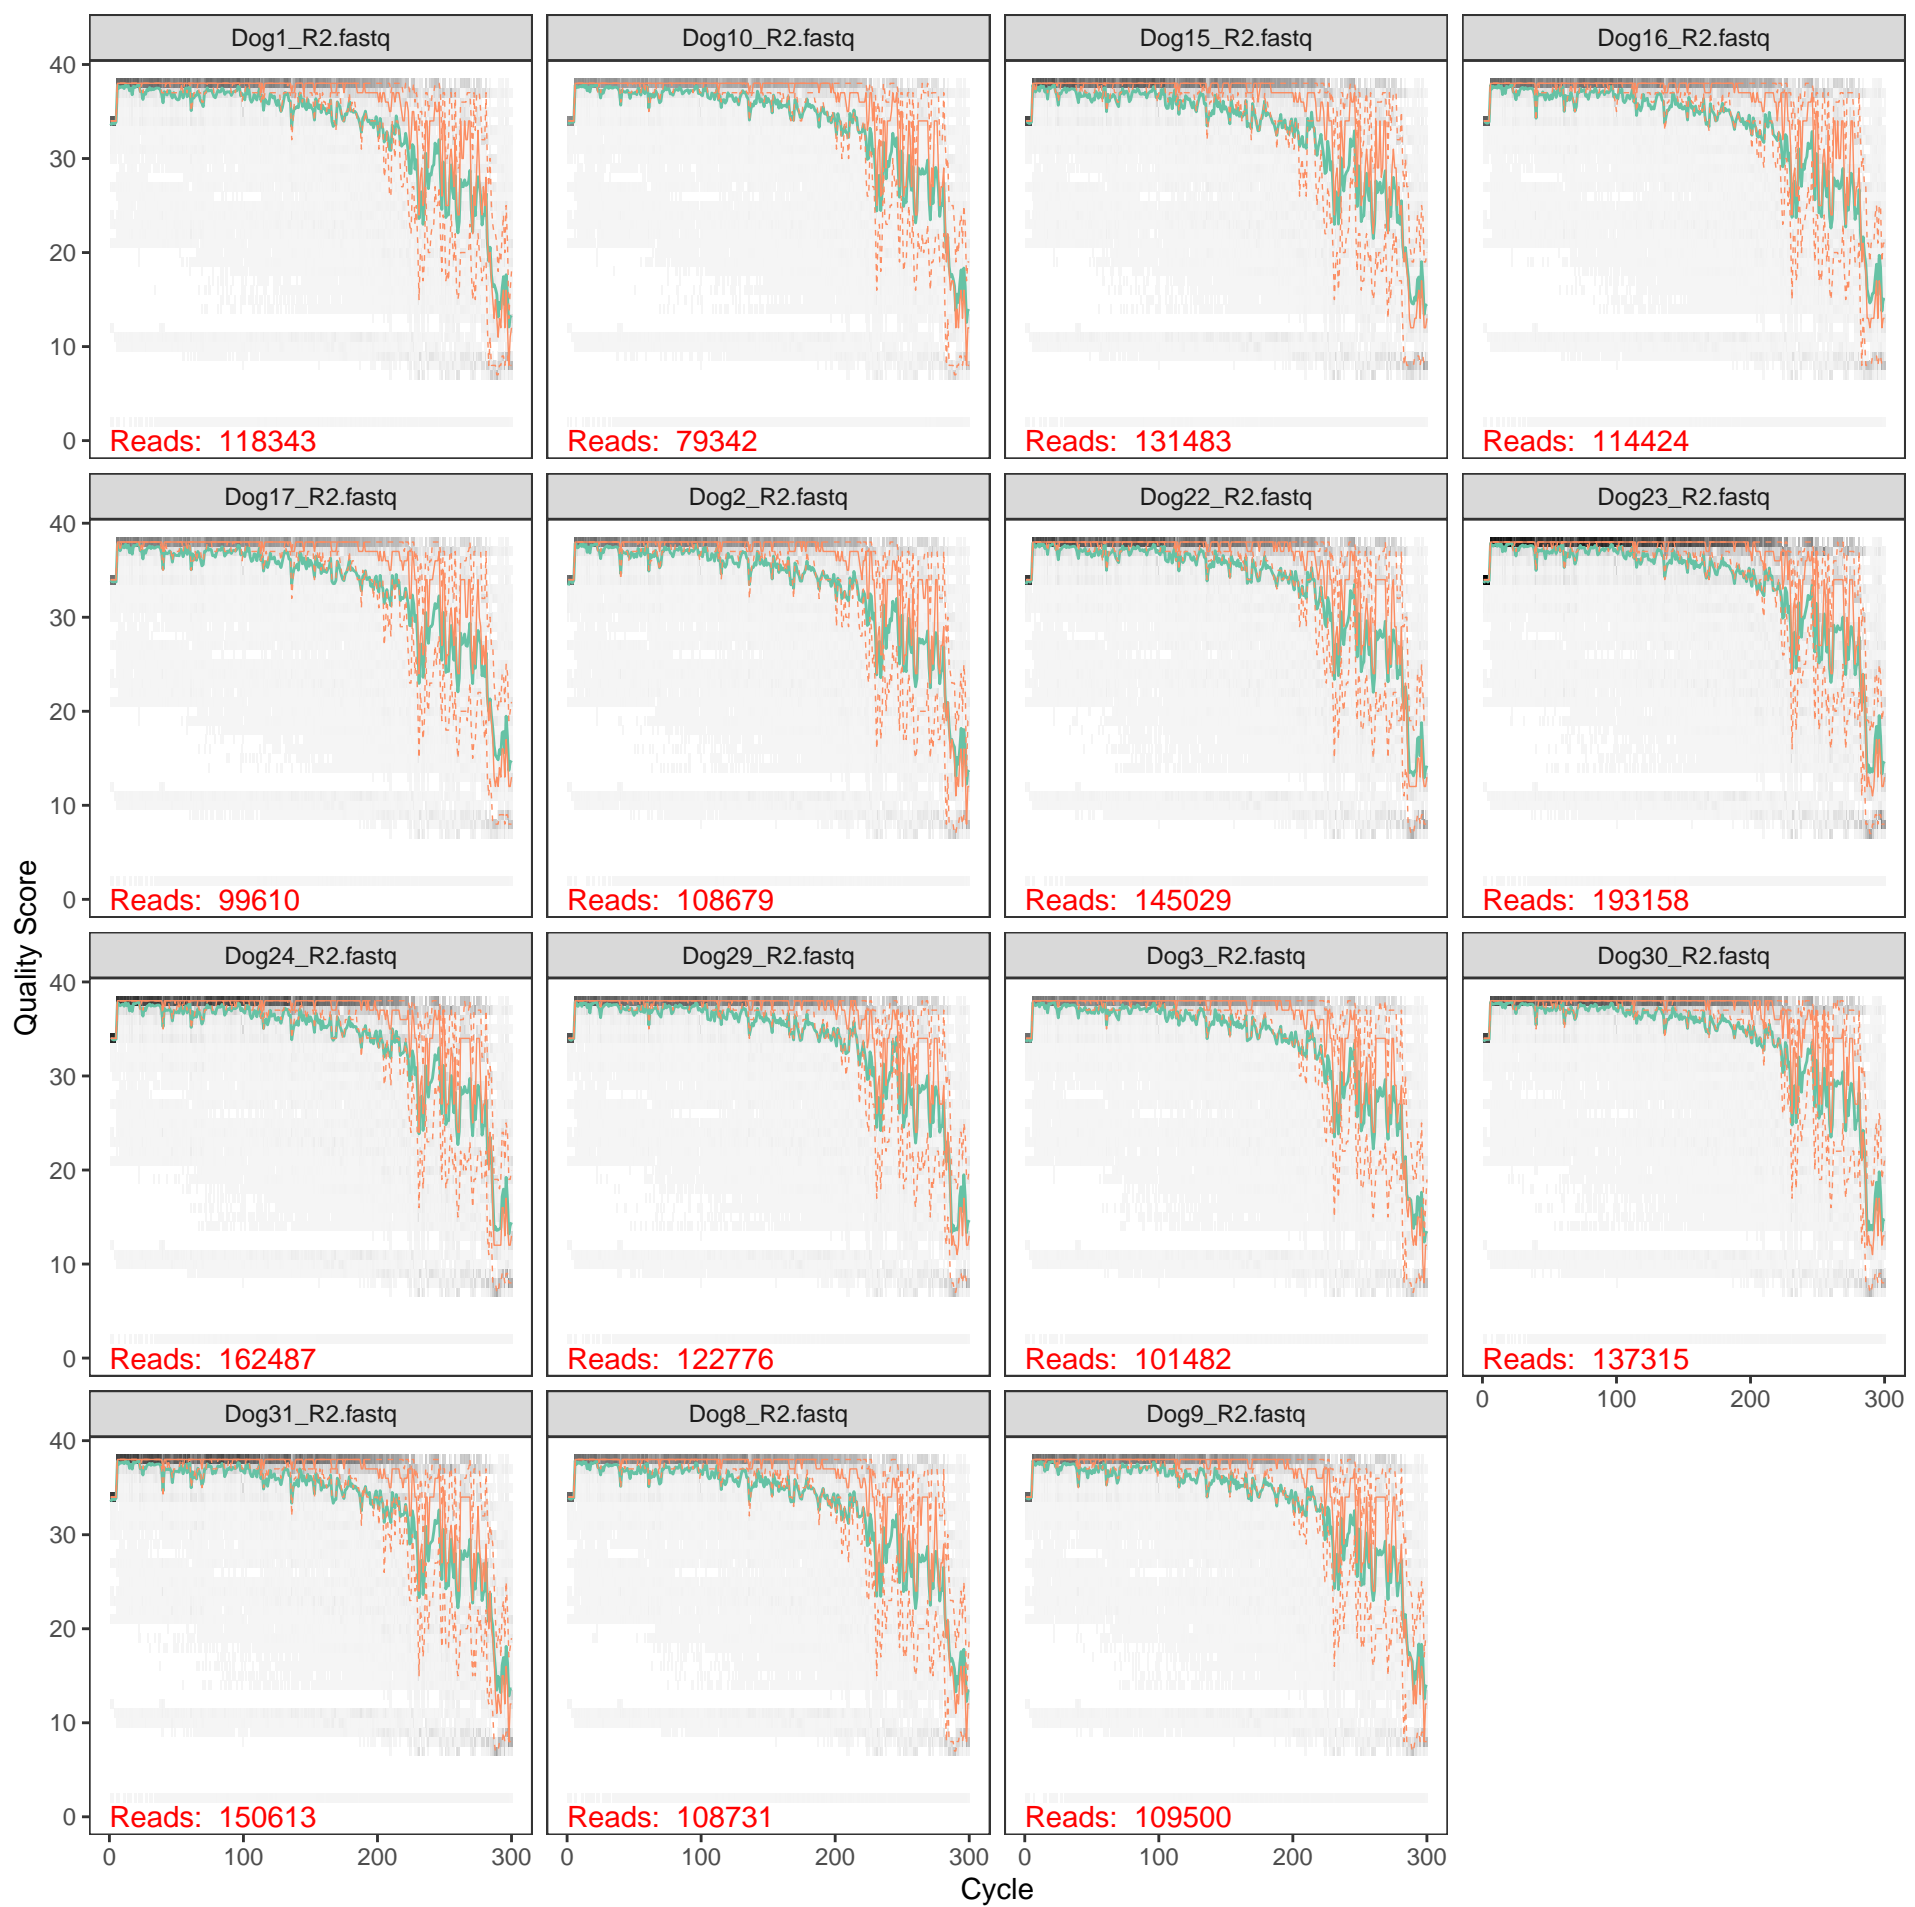 Dog1_R2.fastq
Dog10_R2.fastq
Dog15_R2.fastq
Dog16_R2.fastq
40
30
20
10
0
Reads: 118343
Reads: 79342
Reads: 131483
Reads: 114424
Dog17_R2.fastq
Dog2_R2.fastq
Dog22_R2.fastq
Dog23_R2.fastq
40
30
20
10
0
Reads: 99610
Reads: 108679
Reads: 145029
Reads: 193158
Quality Score
Dog24_R2.fastq
Dog29_R2.fastq
Dog3_R2.fastq
Dog30_R2.fastq
40
30
20
10
0
Reads: 162487
Reads: 122776
Reads: 101482
Reads: 137315
0 100 200 300
Dog31_R2.fastq
Dog8_R2.fastq
Dog9_R2.fastq
40
30
20
10
0
Reads: 150613
Reads: 108731
Reads: 109500
0 100 200 300
0 100 200 300
0 100 200 300
Cycle